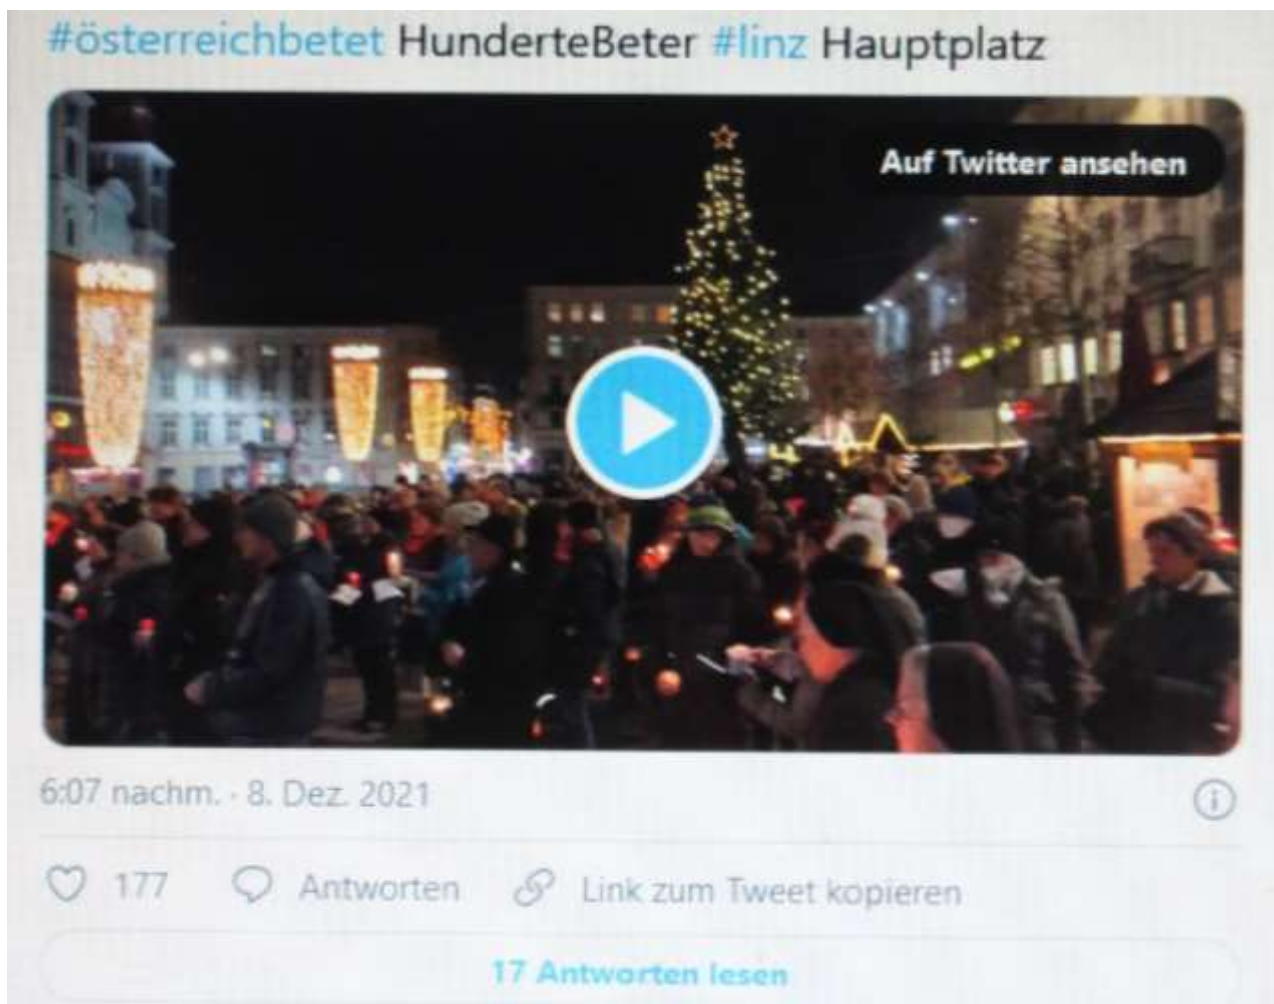 #österreichbetet HunderteBeter #linz Hauptplatz
Auf Twitter ansehen
6:07 nachm. · 8. Dez. 2021
177 Antworten Link zum Tweet kopieren
17 Antworten lesen